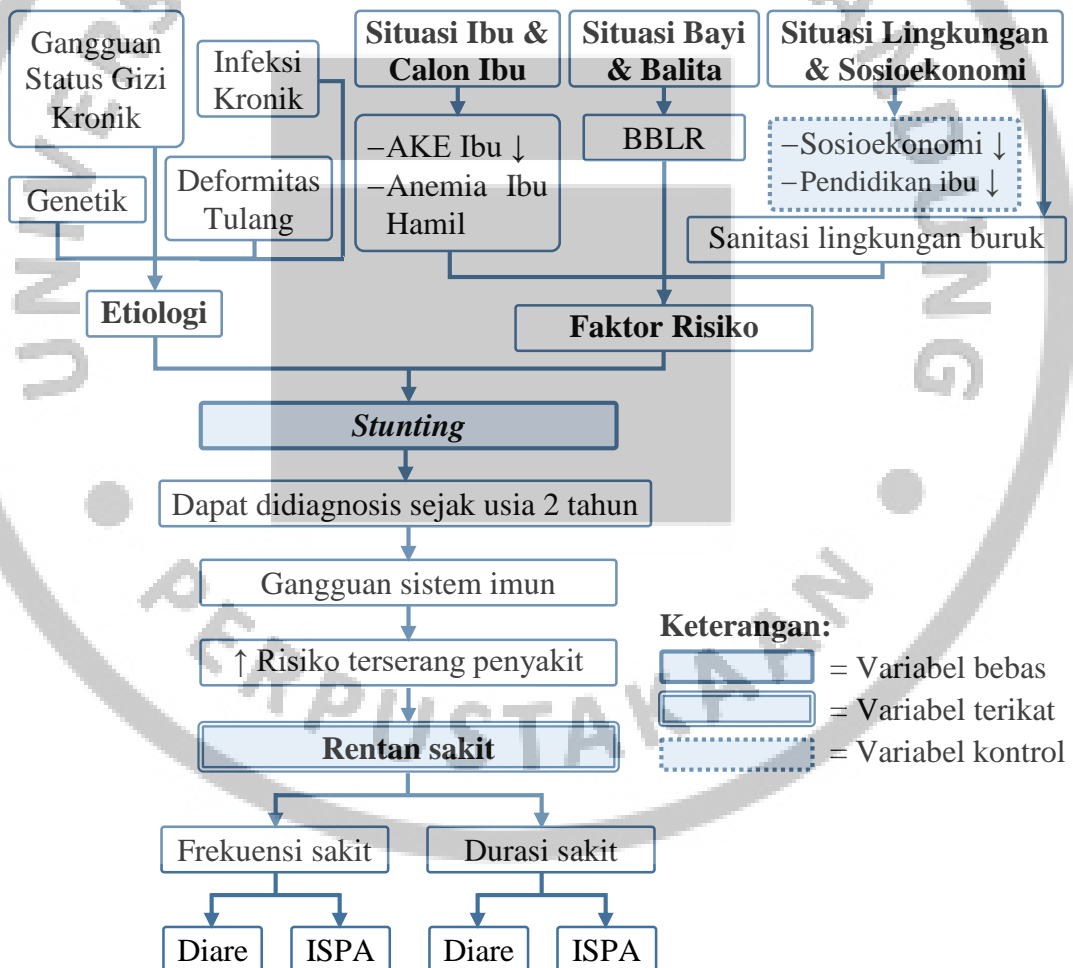 Gangguan
Status Gizi
Kronik
Infeksi
Kronik
Situasi Ibu &
Calon Ibu
Situasi Bayi
& Balita
Situasi Lingkungan
& Sosioekonomi
Genetik
Deformitas
Tulang
–AKE Ibu ↓
–Anemia Ibu
Hamil
BBLR
–Sosioekonomi ↓
–Pendidikan ibu ↓
Sanitasi lingkungan buruk
Etiologi
Faktor Risiko
Stunting
Dapat didiagnosis sejak usia 2 tahun
Gangguan sistem imun
↑ Risiko terserang penyakit
Rentan sakit
Keterangan:
= Variabel bebas
= Variabel terikat
= Variabel kontrol
Frekuensi sakit
Durasi sakit
Diare
ISPA
Diare
ISPA
PERPUSTAKAAN